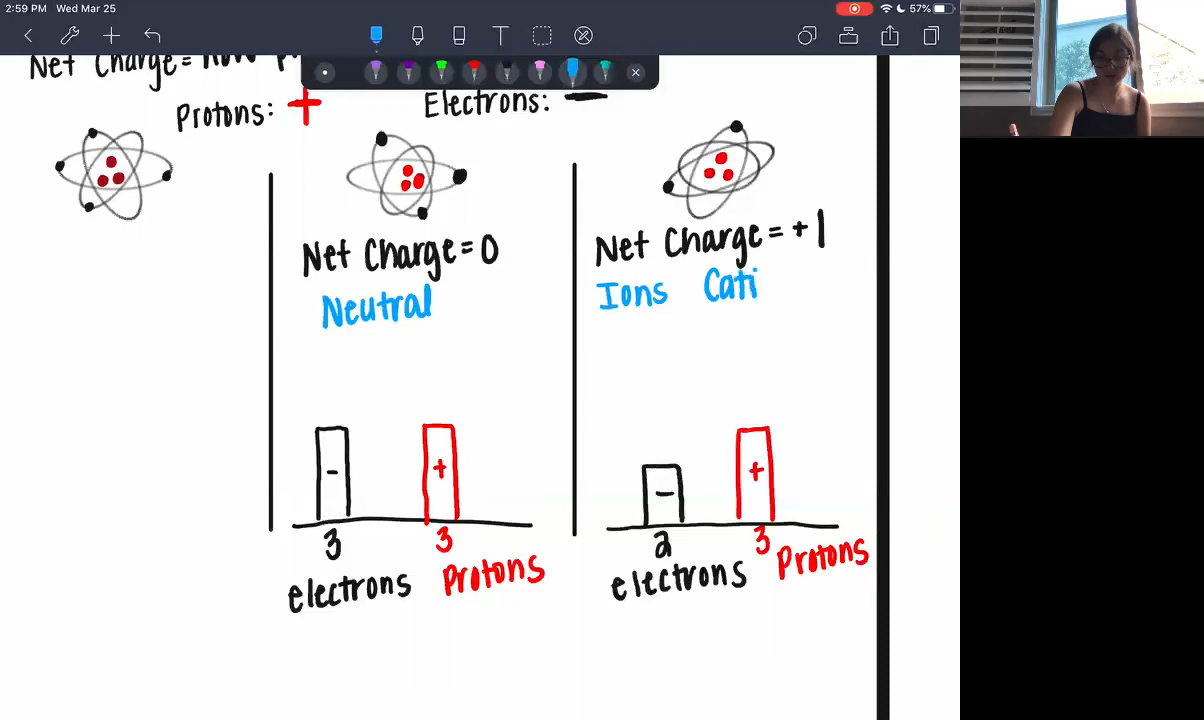 2:59 PM Wed Mar 25
57%
T
Net Charge =
Protons: + Electrons: −
Net Charge = 0
Neutral
Net Charge = +1
Ions Cati
− +
3 3
electrons Protons
− +
2 3
electrons Protons